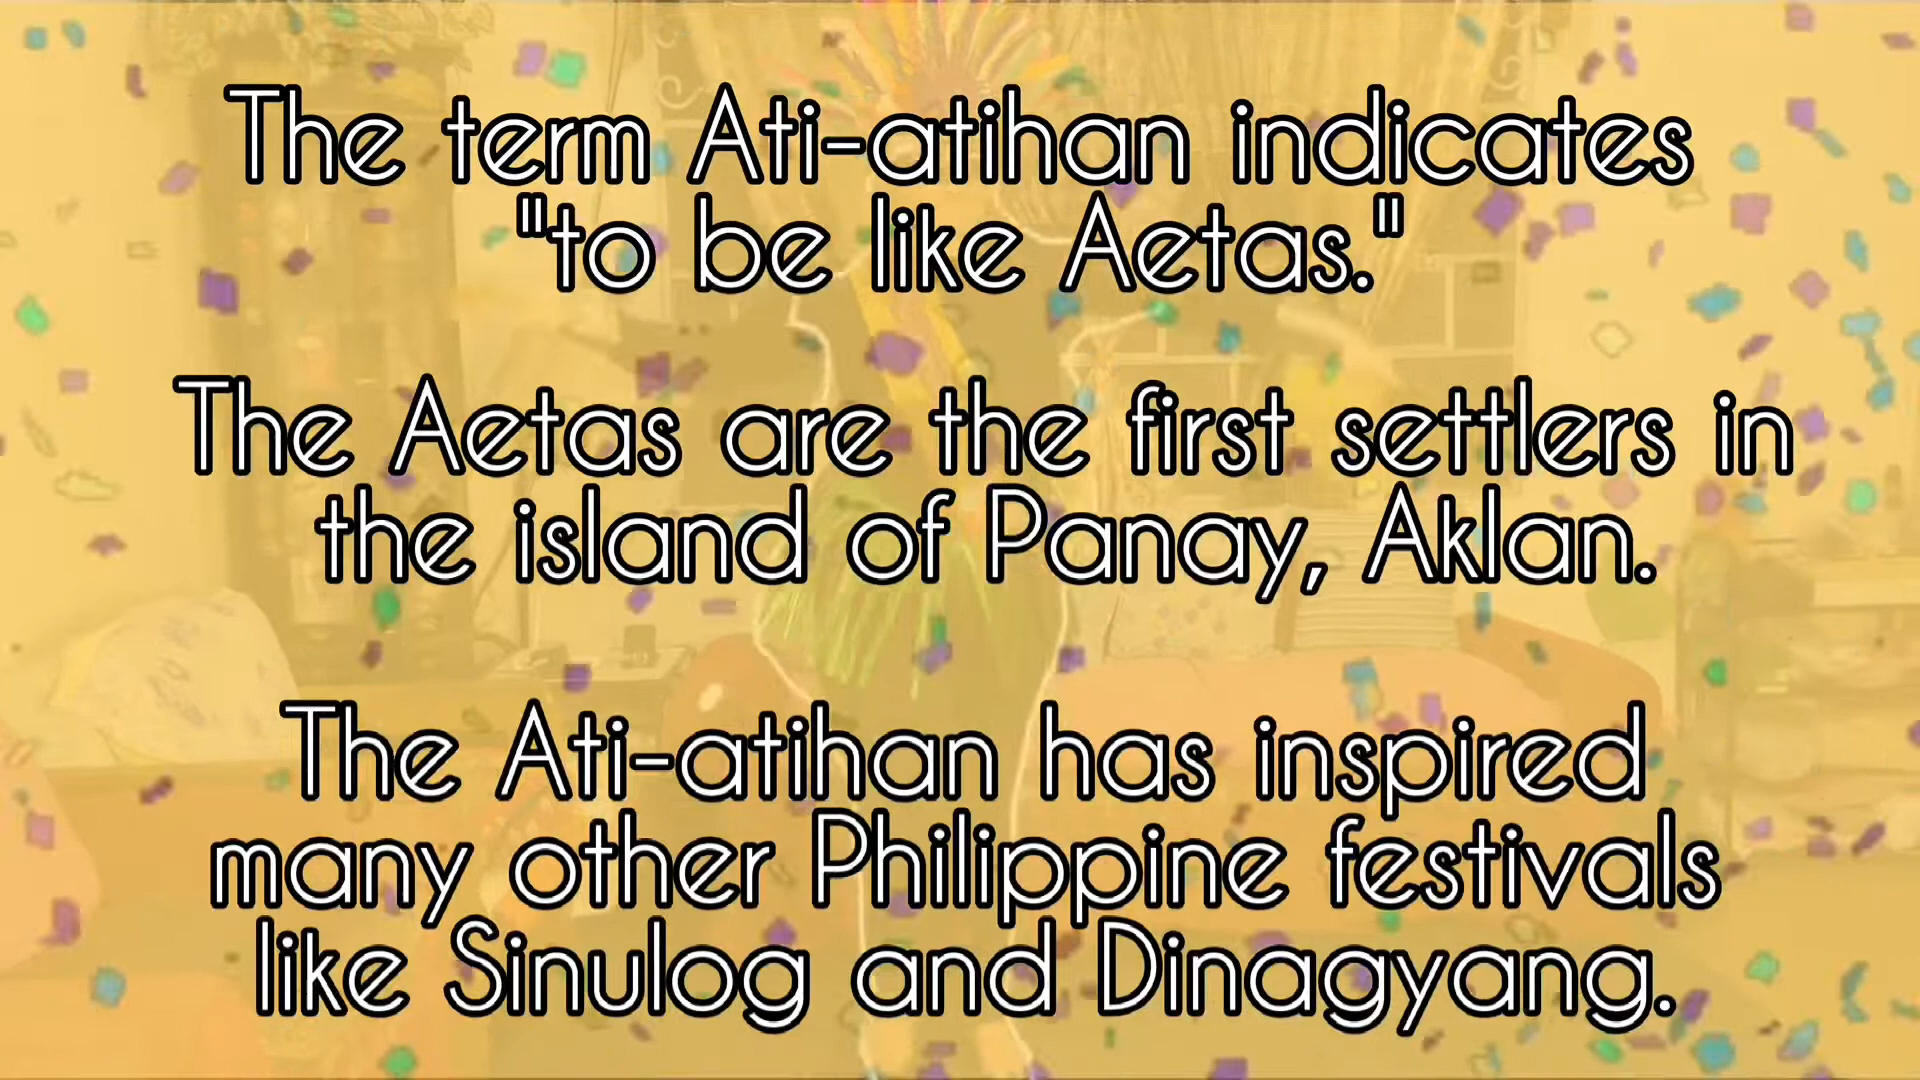 The term Ati-atihan indicates
"to be like Aetas."
The Aetas are the first settlers in
the island of Panay, Aklan.
The Ati-atihan has inspired
many other Philippine festivals
like Sinulog and Dinagyang.